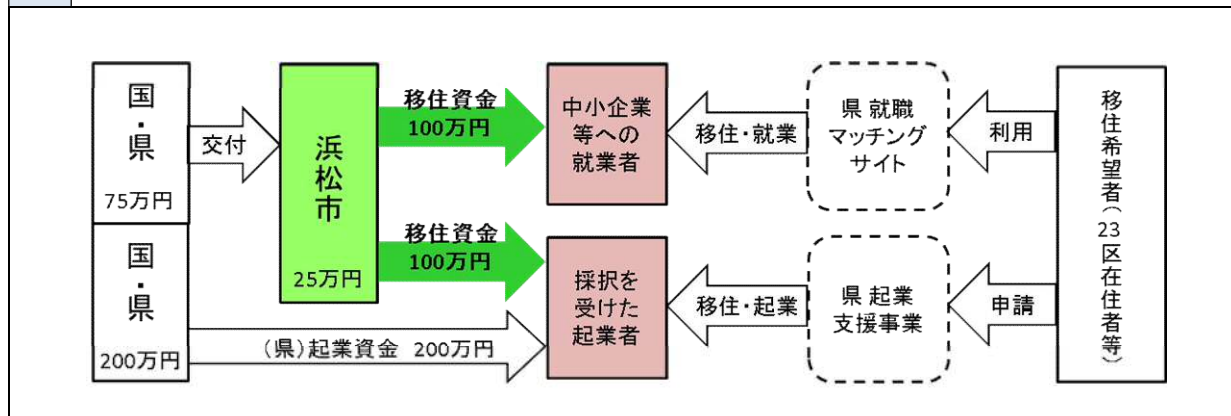 国・県
75万円
交付
浜松市
25万円
移住資金
100万円
中小企業
等への
就業者
移住・就業
県 就職
マッチング
サイト
利用
移住希望者(23区在住者等)
国・県
200万円
移住資金
100万円
(県)起業資金 200万円
採択を
受けた
起業者
移住・起業
県 起業
支援事業
申請